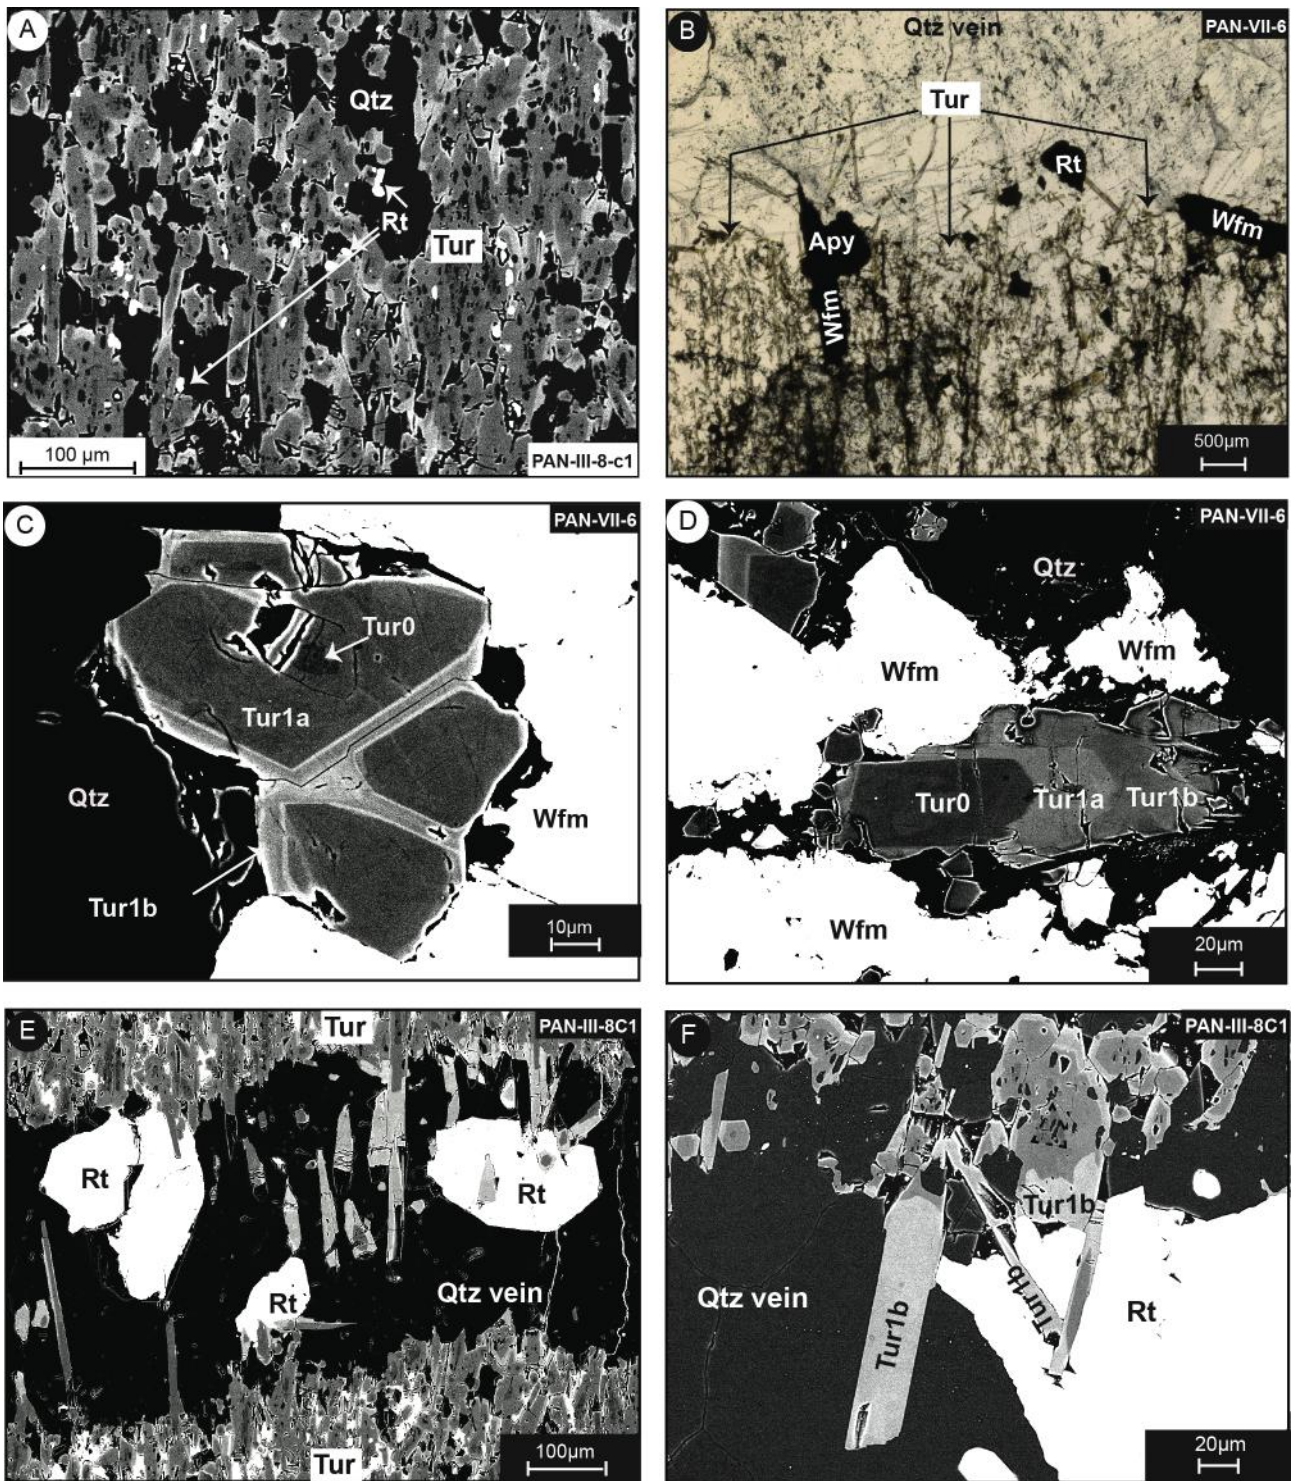 A
Qtz
Rt
Tur
100 µm
PAN-III-8-c1
B
Qtz vein
PAN-VII-6
Tur
Rt
Wfm
Apy
Wfm
500µm
C
PAN-VII-6
Tur0
Tur1a
Qtz
Wfm
Tur1b
10µm
D
PAN-VII-6
Qtz
Wfm
Wfm
Tur0
Tur1a
Tur1b
Wfm
20µm
E
Tur
PAN-III-8C1
Rt
Rt
Rt
Qtz vein
Tur
100µm
F
PAN-III-8C1
Tur1b
Tur1b
Qtz vein
Tur1b
Rt
20µm